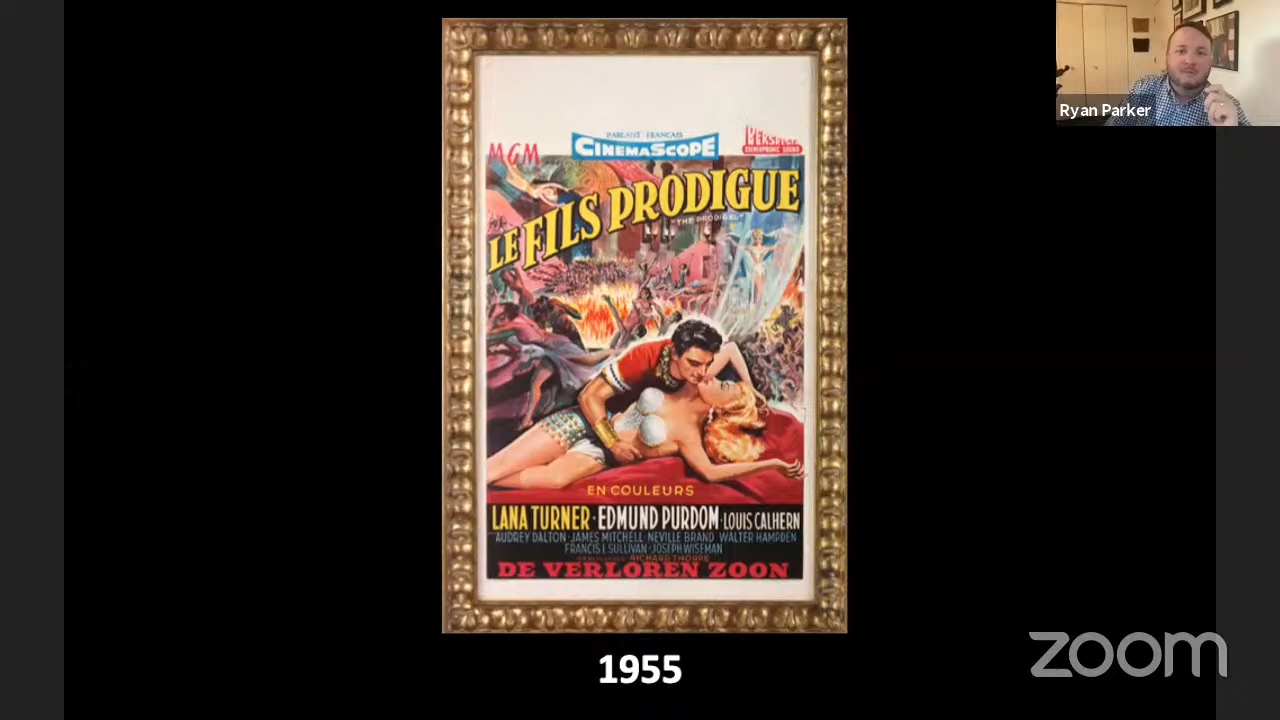 Ryan Parker
PARLANT FRANCAIS
CINEMASCOPE
MGM
STEREOPHONIC SOUND
LE FILS PRODIGUE
"THE PRODIGAL"
EN COULEURS
LANA TURNER · EDMUND PURDOM · LOUIS CALHERN
AUDREY DALTON · JAMES MITCHELL · NEVILLE BRAND WALTER HAMPDEN
FRANCIS L. SULLIVAN · JOSEPH WISEMAN
RICHARD THORPE
DE VERLOREN ZOON
1955
zoom